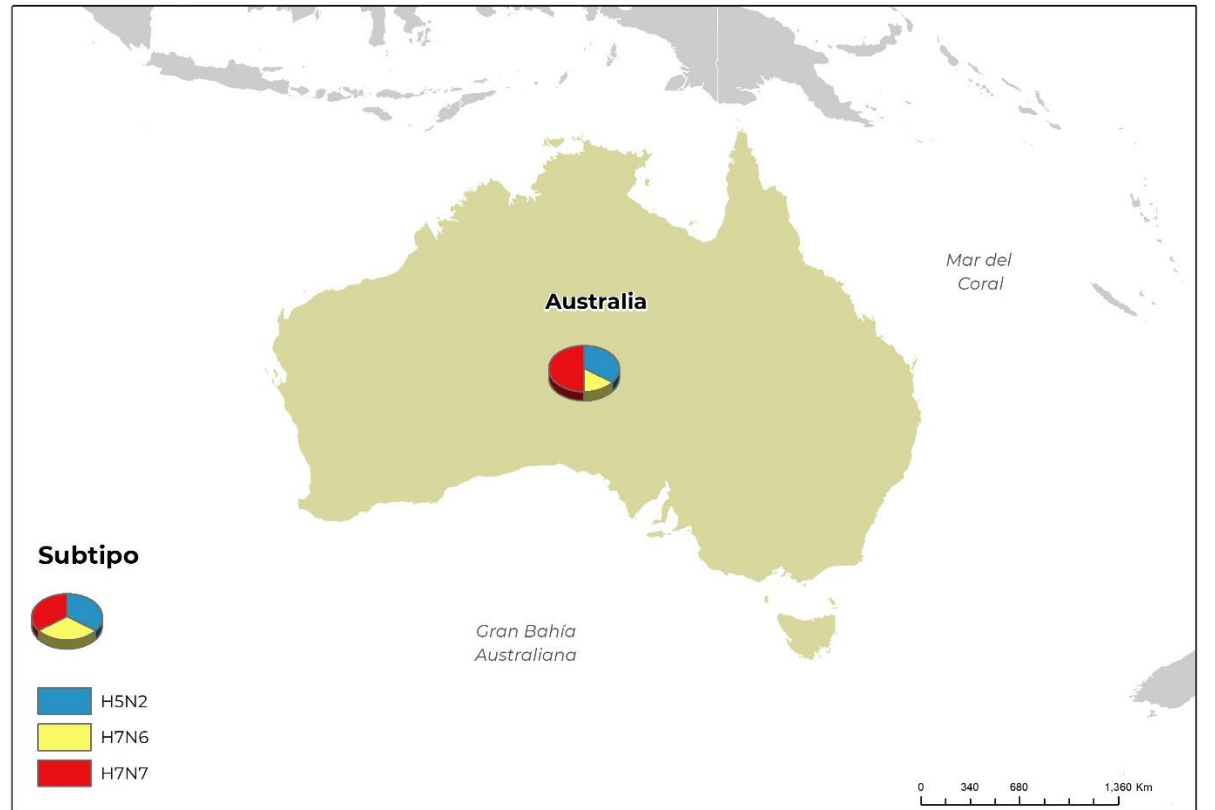 Mar del
Coral
Australia
Subtipo
Gran Bahía
Australiana
H5N2
H7N6
H7N7
0 340 680 1,360 Km